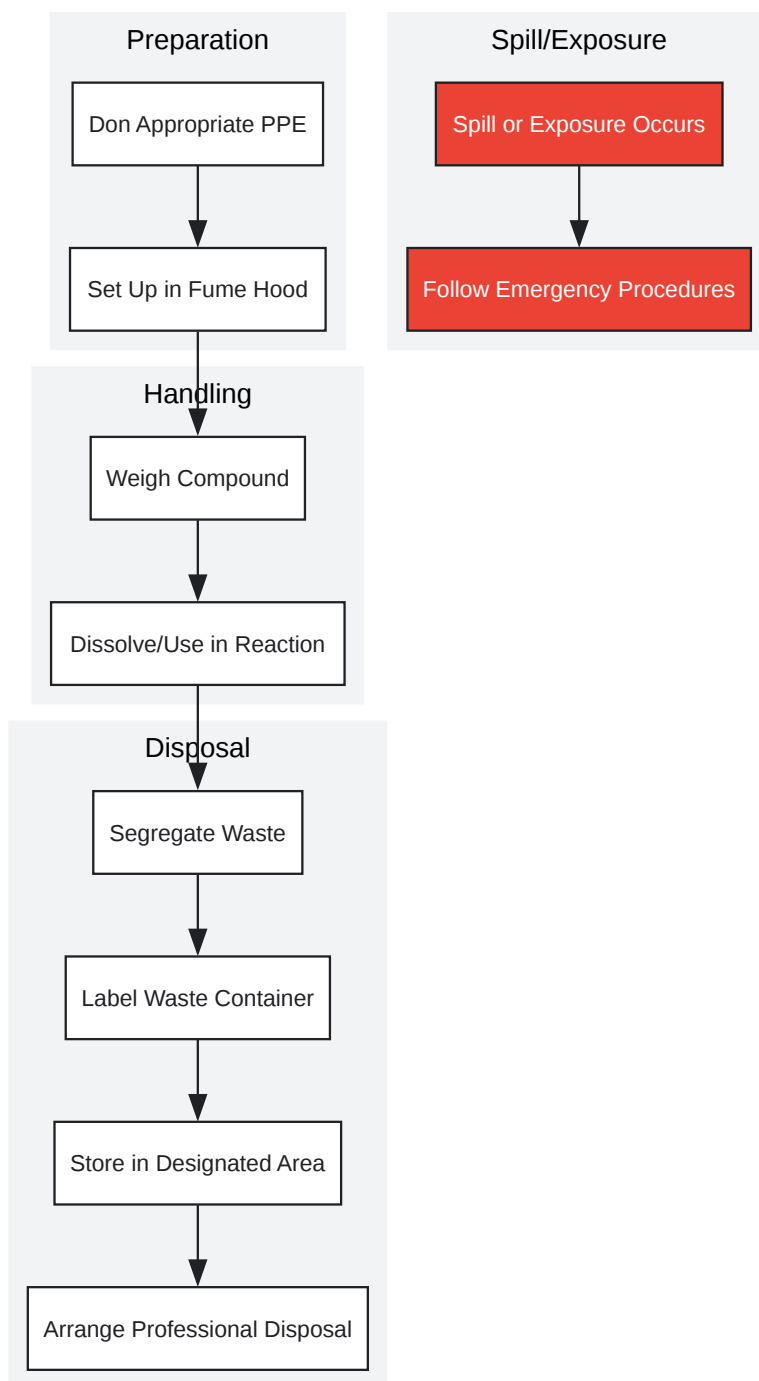 Preparation
Don Appropriate PPE
Set Up in Fume Hood
Handling
Weigh Compound
Dissolve/Use in Reaction
Disposal
Segregate Waste
Label Waste Container
Store in Designated Area
Arrange Professional Disposal
Spill/Exposure
Spill or Exposure Occurs
Follow Emergency Procedures